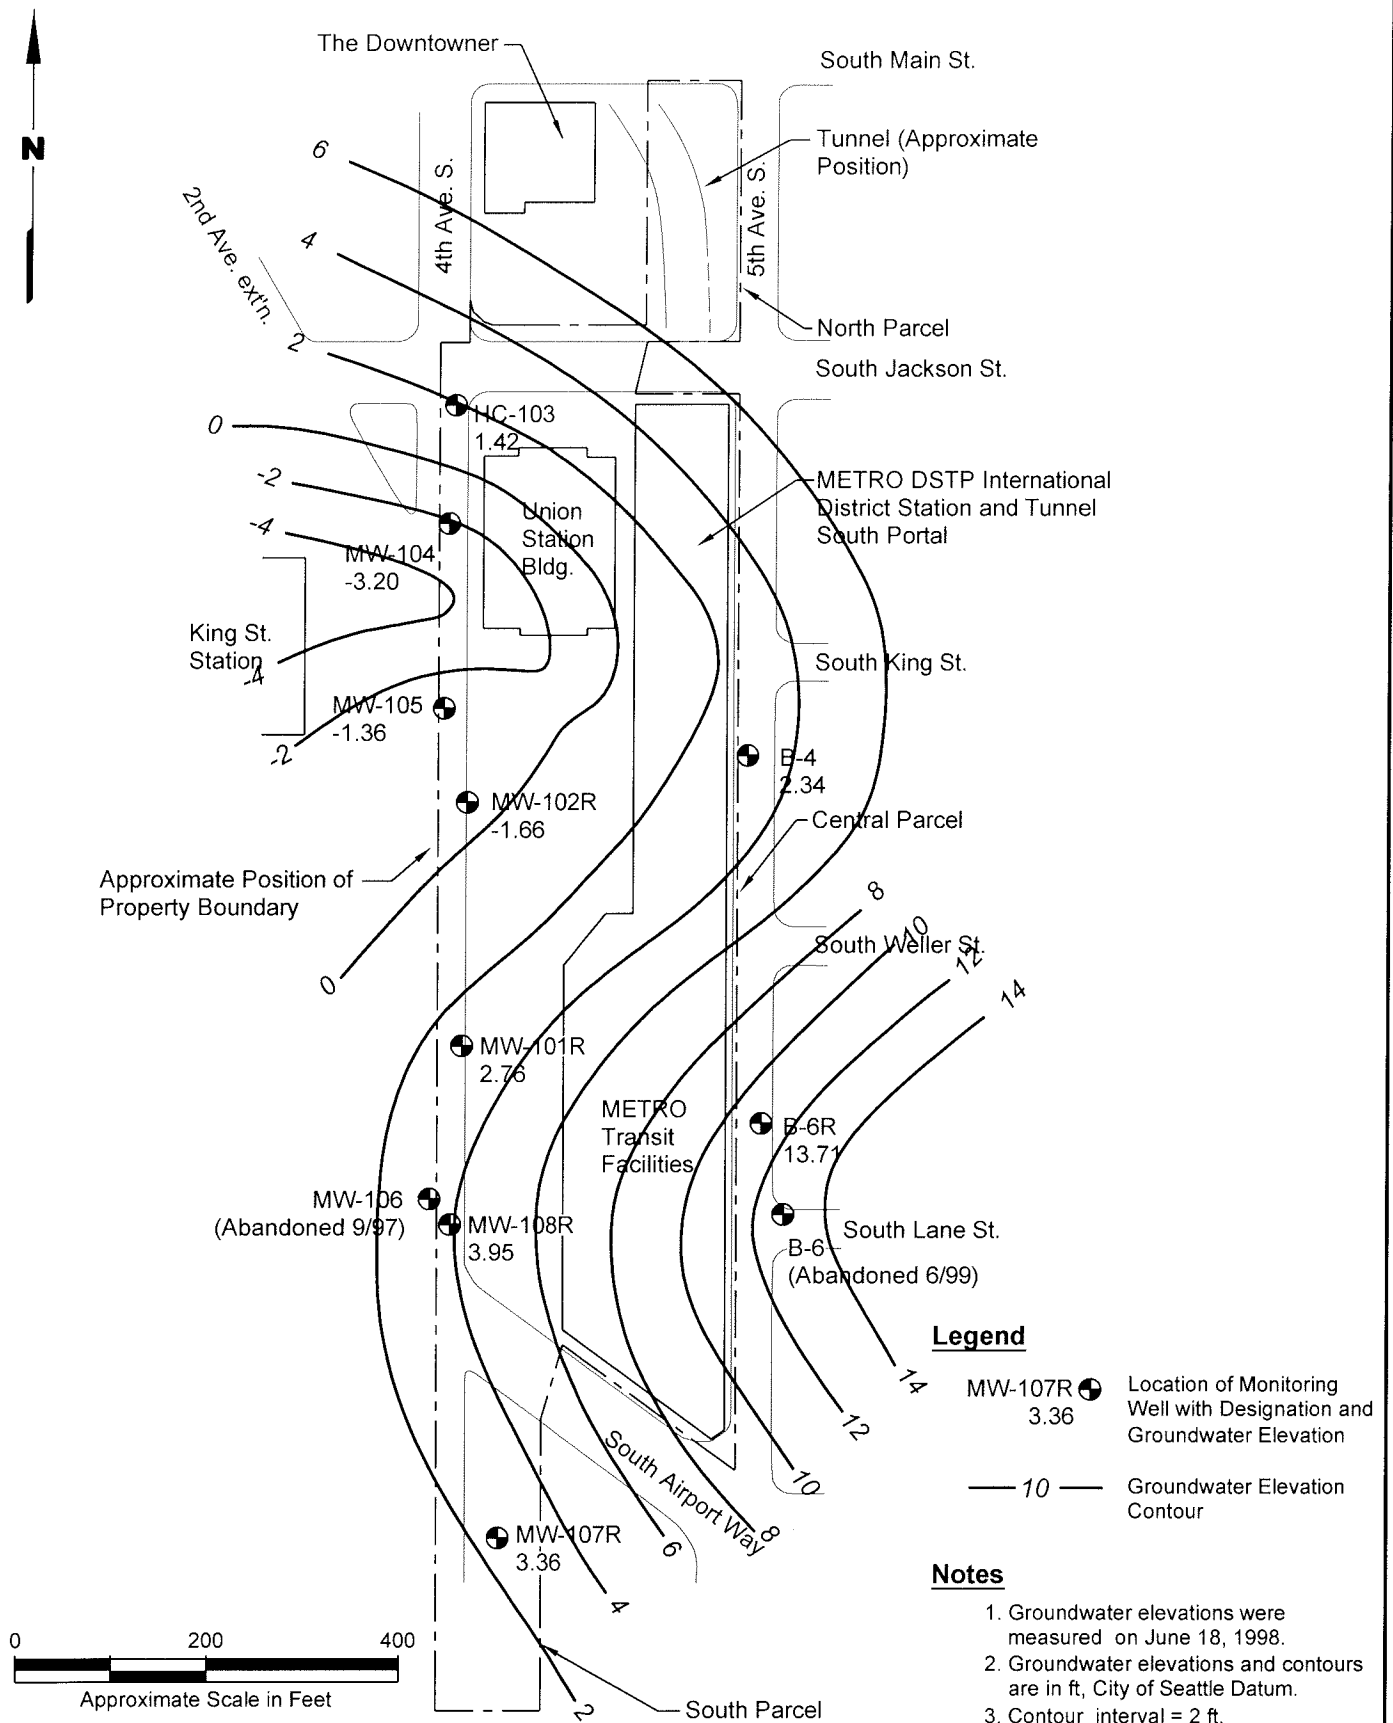 The Downtowner
South Main St.
N
6
Tunnel (Approximate
Position)
4th Ave. S.
5th Ave. S.
2nd Ave. ext'n.
4
North Parcel
2
South Jackson St.
HC-103
1.42
0
-2
METRO DSTP International
District Station and Tunnel
South Portal
Union
Station
Bldg.
-4
MW-104
-3.20
King St.
Station
-4
South King St.
MW-105
-1.36
-2
B-4
2.34
MW-102R
-1.66
Central Parcel
Approximate Position of
Property Boundary
8
10
South Weller St.
12
0
14
MW-101R
2.76
METRO
Transit
Facilities
B-6R
13.71
MW-106
(Abandoned 9/97)
MW-108R
3.95
South Lane St.
B-6
(Abandoned 6/99)
Legend
14
MW-107R
3.36
Location of Monitoring
Well with Designation and
Groundwater Elevation
12
10
10
Groundwater Elevation
Contour
South Airport Way
8
6
MW-107R
3.36
4
Notes
1. Groundwater elevations were
measured on June 18, 1998.
2. Groundwater elevations and contours
are in ft, City of Seattle Datum.
3. Contour interval = 2 ft.
0 200 400
Approximate Scale in Feet
2
South Parcel